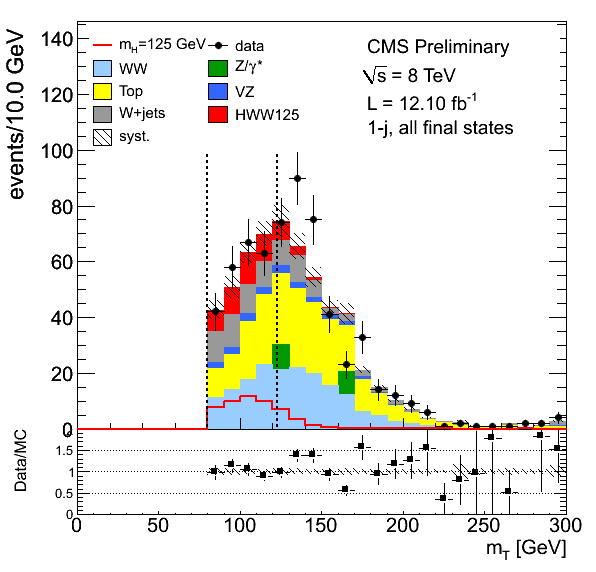 events/10.0 GeV
140
120
100
80
60
40
20
0
m_H=125 GeV
data
WW
Z/γ*
Top
VZ
W+jets
HWW125
syst.
CMS Preliminary
√s = 8 TeV
L = 12.10 fb⁻¹
1-j, all final states
Data/MC
2
1.5
1
0.5
0
0 50 100 150 200 250 300
m_T [GeV]